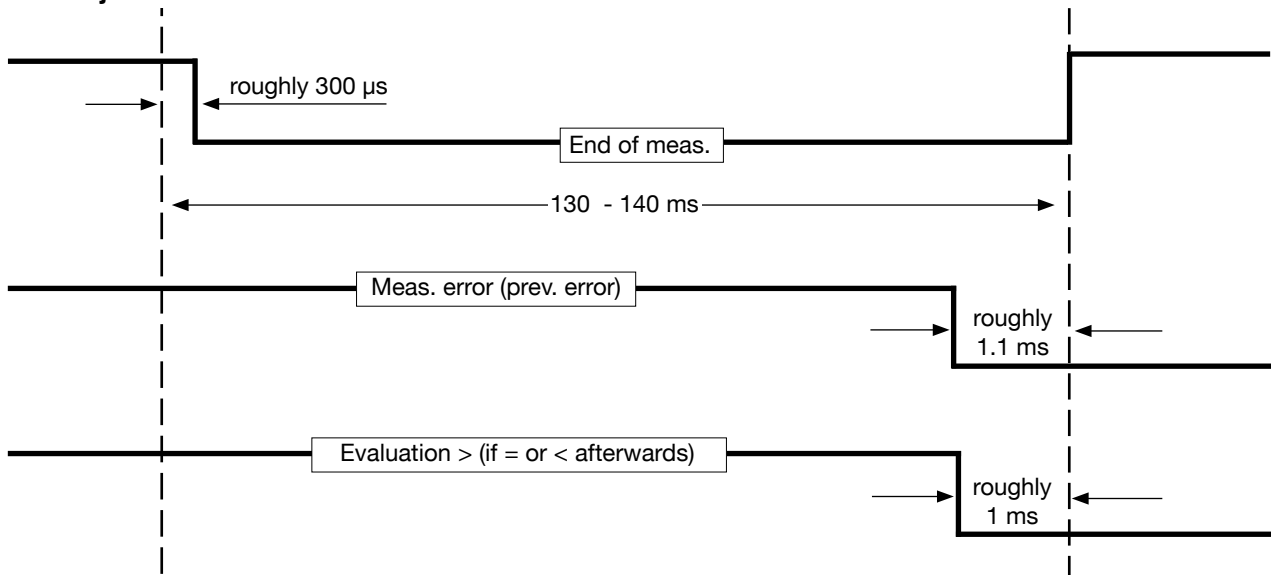 roughly 300 µs
End of meas.
130 - 140 ms
Meas. error (prev. error)
roughly
1.1 ms
Evaluation > (if = or < afterwards)
roughly
1 ms